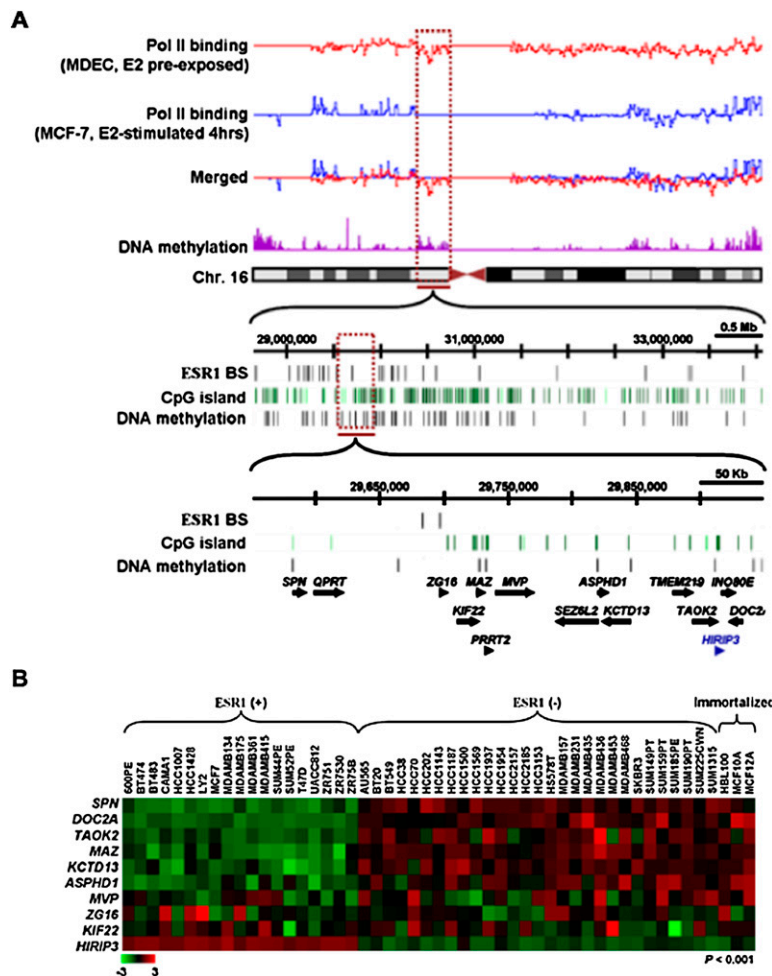 A
Pol II binding
(MDEC, E2 pre-exposed)
Pol II binding
(MCF-7, E2-stimulated 4hrs)
Merged
DNA methylation
Chr. 16
0.5 Mb
29,000,000 31,000,000 33,000,000
ESR1 BS
CpG island
DNA methylation
50 Kb
29,650,000 29,750,000 29,850,000
ESR1 BS
CpG island
DNA methylation
SPN QPRT ZG16 MAZ MVP ASPHD1 TMEM219 INO80E
KIF22 SEZ6L2 KCTD13 TAOK2 DOC2A
PRRT2 HIRIP3
B
ESR1 (+) ESR1 (-) Immortalized
600PE BT474 BT483 CAMA1 HCC1007 HCC1428 LY2 MCF7 MDAMB134 MDAMB175 MDAMB361 MDAMB415 SUM44PE SUM52PE T47D UACC812 ZR751 ZR7530 ZR75B AU565 BT20 BT549 HCC38 HCC70 HCC202 HCC1143 HCC1187 HCC1500 HCC1569 HCC1937 HCC1954 HCC2157 HCC2185 HCC3153 HS578T MDAMB157 MDAMB231 MDAMB435 MDAMB436 MDAMB453 MDAMB468 SKBR3 SUM149PT SUM159PT SUM185PE SUM190PT SUM225CWN SUM1315 HBL100 MCF10A MCF12A
SPN
DOC2A
TAOK2
MAZ
KCTD13
ASPHD1
MVP
ZG16
KIF22
HIRIP3
-3 3
P < 0.001